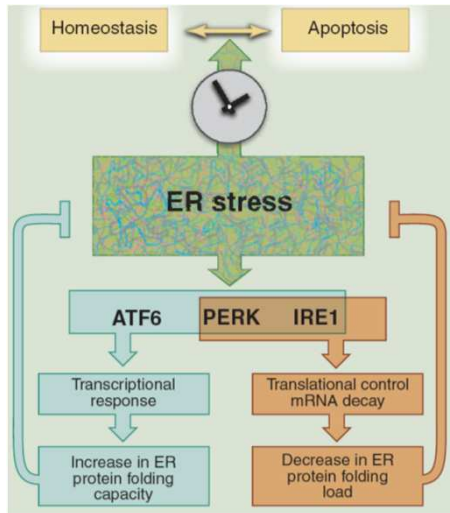 Homeostasis
Apoptosis
ER stress
ATF6
PERK
IRE1
Transcriptional
response
Translational control
mRNA decay
Increase in ER
protein folding
capacity
Decrease in ER
protein folding
load